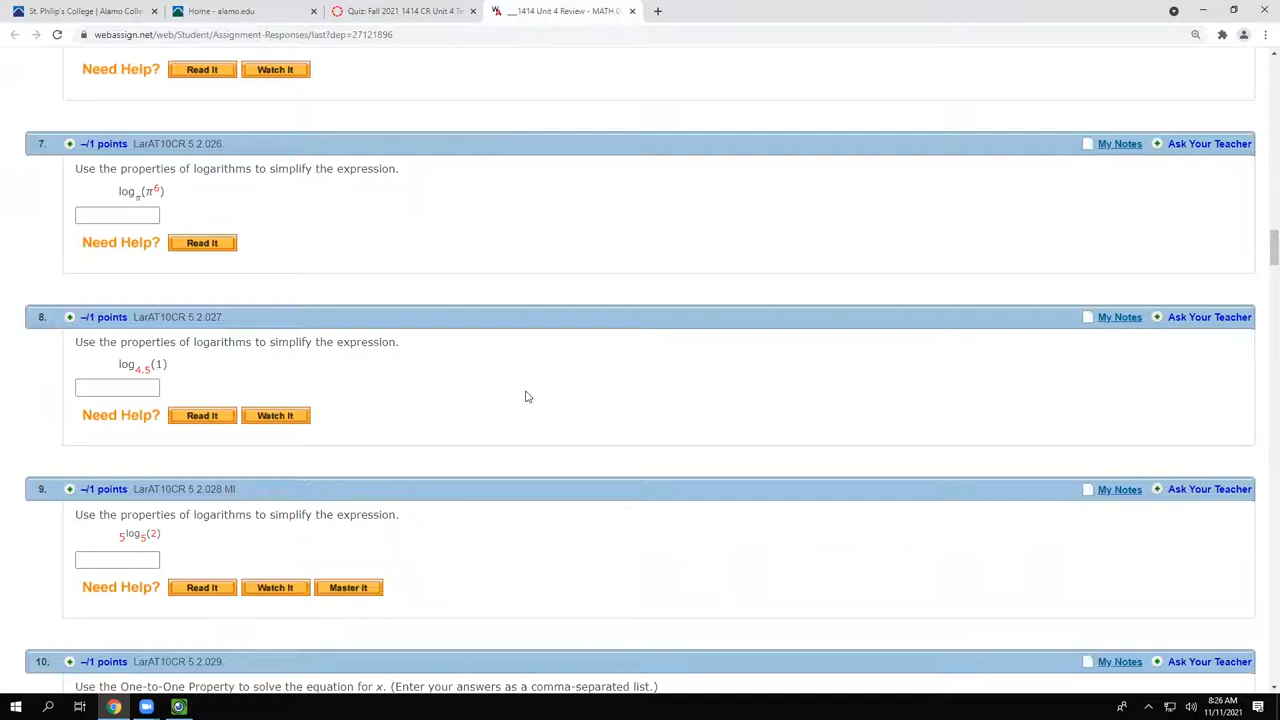 St. Philip's College | Alamo Colle
Home - alamo.edu
Quiz: Fall 2021 1414 CR Unit 4 Te
__1414 Unit 4 Review - MATH 0
webassign.net/web/Student/Assignment-Responses/last?dep=27121896
Need Help? Read It Watch It
7. –/1 points LarAT10CR 5.2.026. My Notes Ask Your Teacher
Use the properties of logarithms to simplify the expression.
log_π(π^6)
Need Help? Read It
8. –/1 points LarAT10CR 5.2.027. My Notes Ask Your Teacher
Use the properties of logarithms to simplify the expression.
log_4.5(1)
Need Help? Read It Watch It
9. –/1 points LarAT10CR 5.2.028.MI. My Notes Ask Your Teacher
Use the properties of logarithms to simplify the expression.
5^log_5(2)
Need Help? Read It Watch It Master It
10. –/1 points LarAT10CR 5.2.029. My Notes Ask Your Teacher
Use the One-to-One Property to solve the equation for x. (Enter your answers as a comma-separated list.)
8:26 AM
11/11/2021